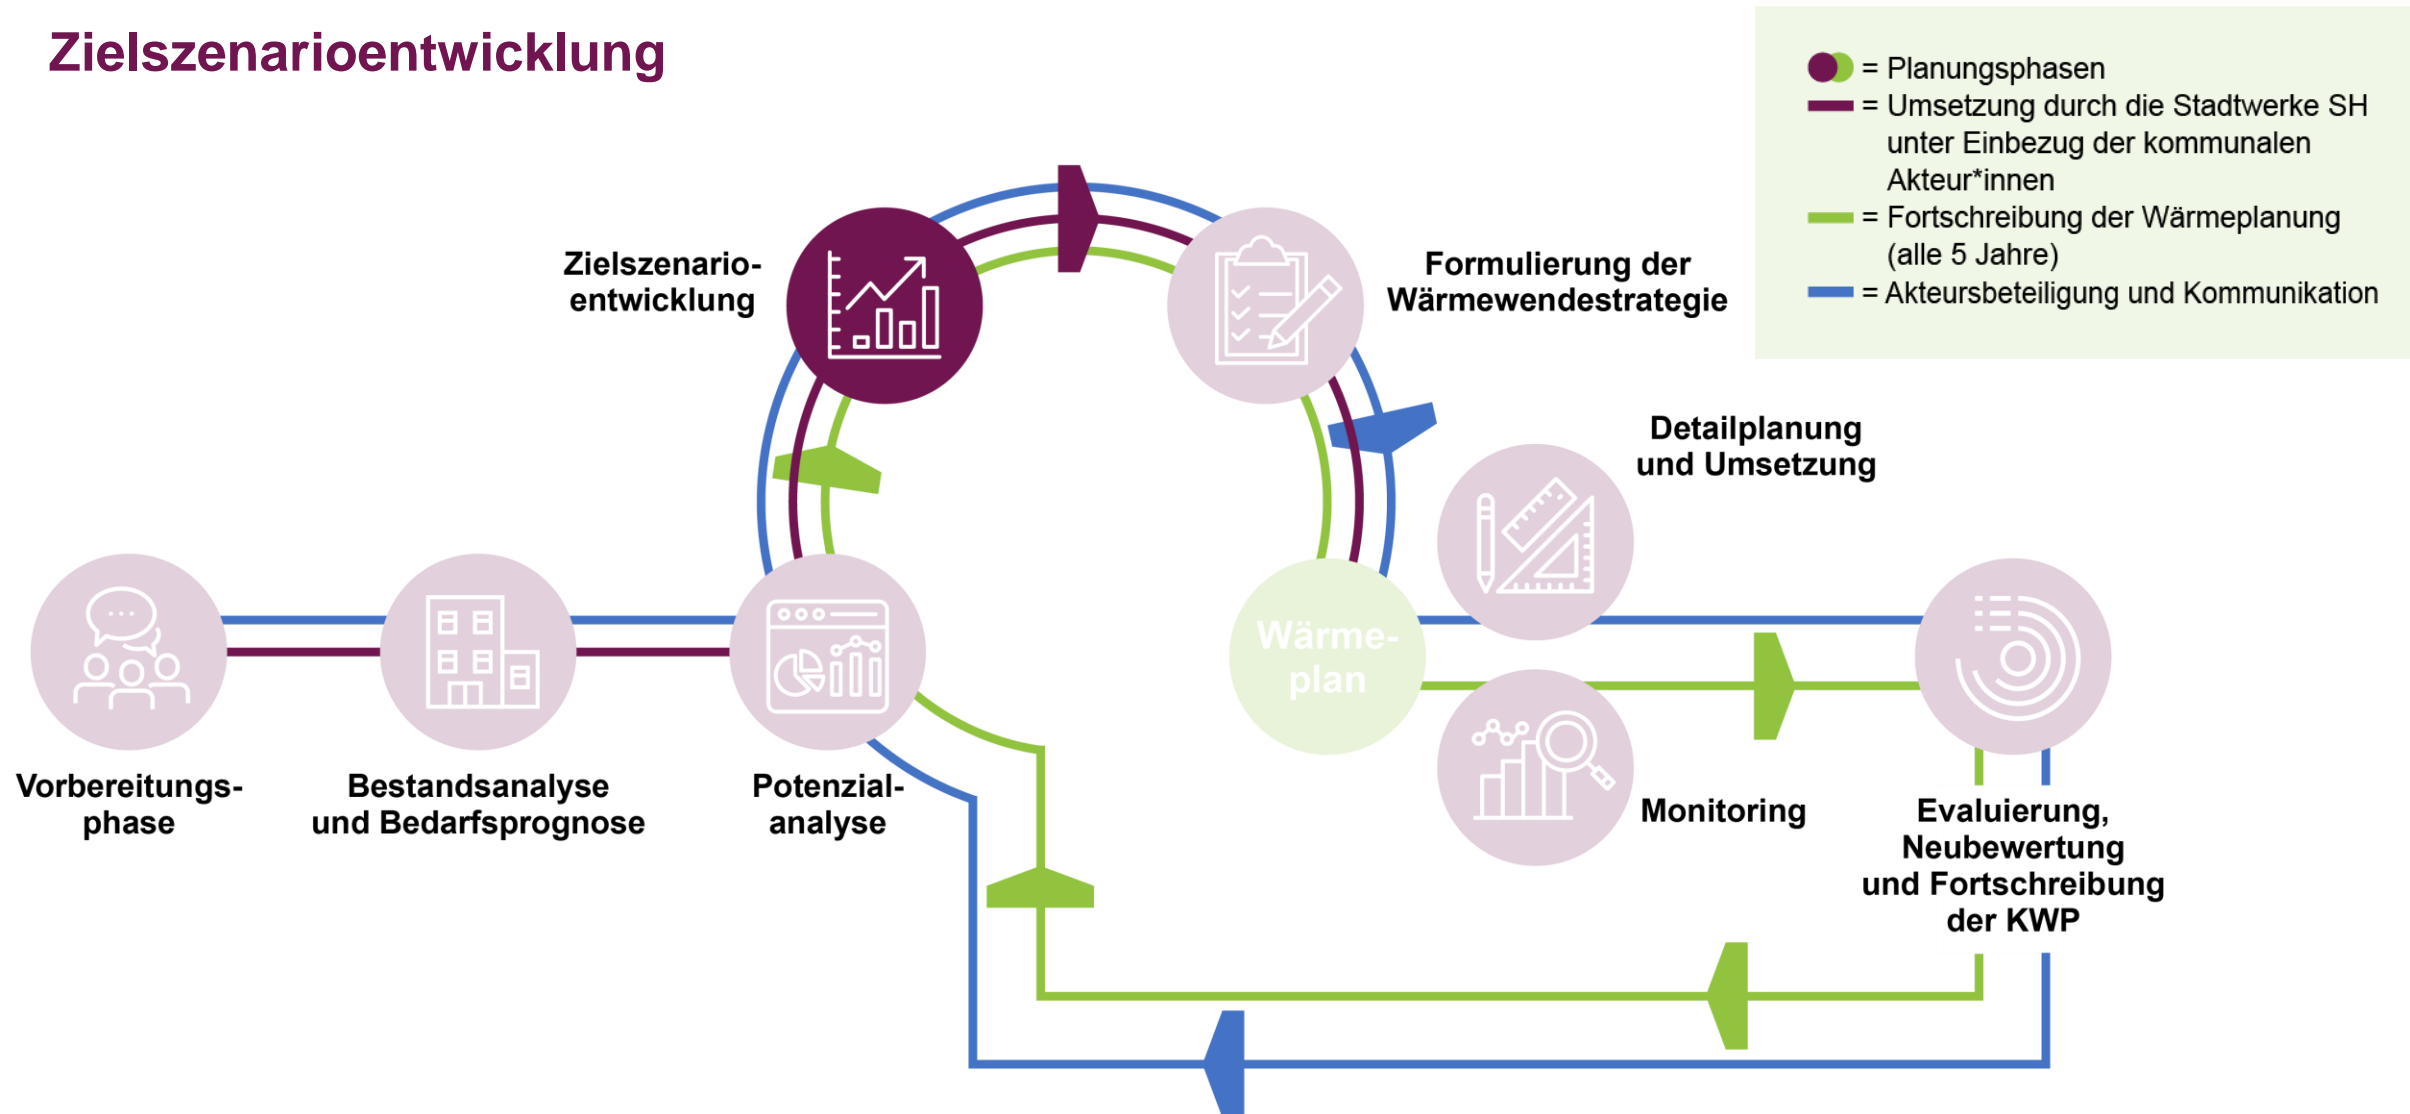 Zielszenarioentwicklung
= Planungsphasen
= Umsetzung durch die Stadtwerke SH
unter Einbezug der kommunalen
Akteur*innen
= Fortschreibung der Wärmeplanung
(alle 5 Jahre)
= Akteursbeteiligung und Kommunikation
Zielszenario-
entwicklung
Formulierung der
Wärmewendestrategie
Detailplanung
und Umsetzung
Wärme-
plan
Vorbereitungs-
phase
Bestandsanalyse
und Bedarfsprognose
Potenzial-
analyse
Monitoring
Evaluierung,
Neubewertung
und Fortschreibung
der KWP